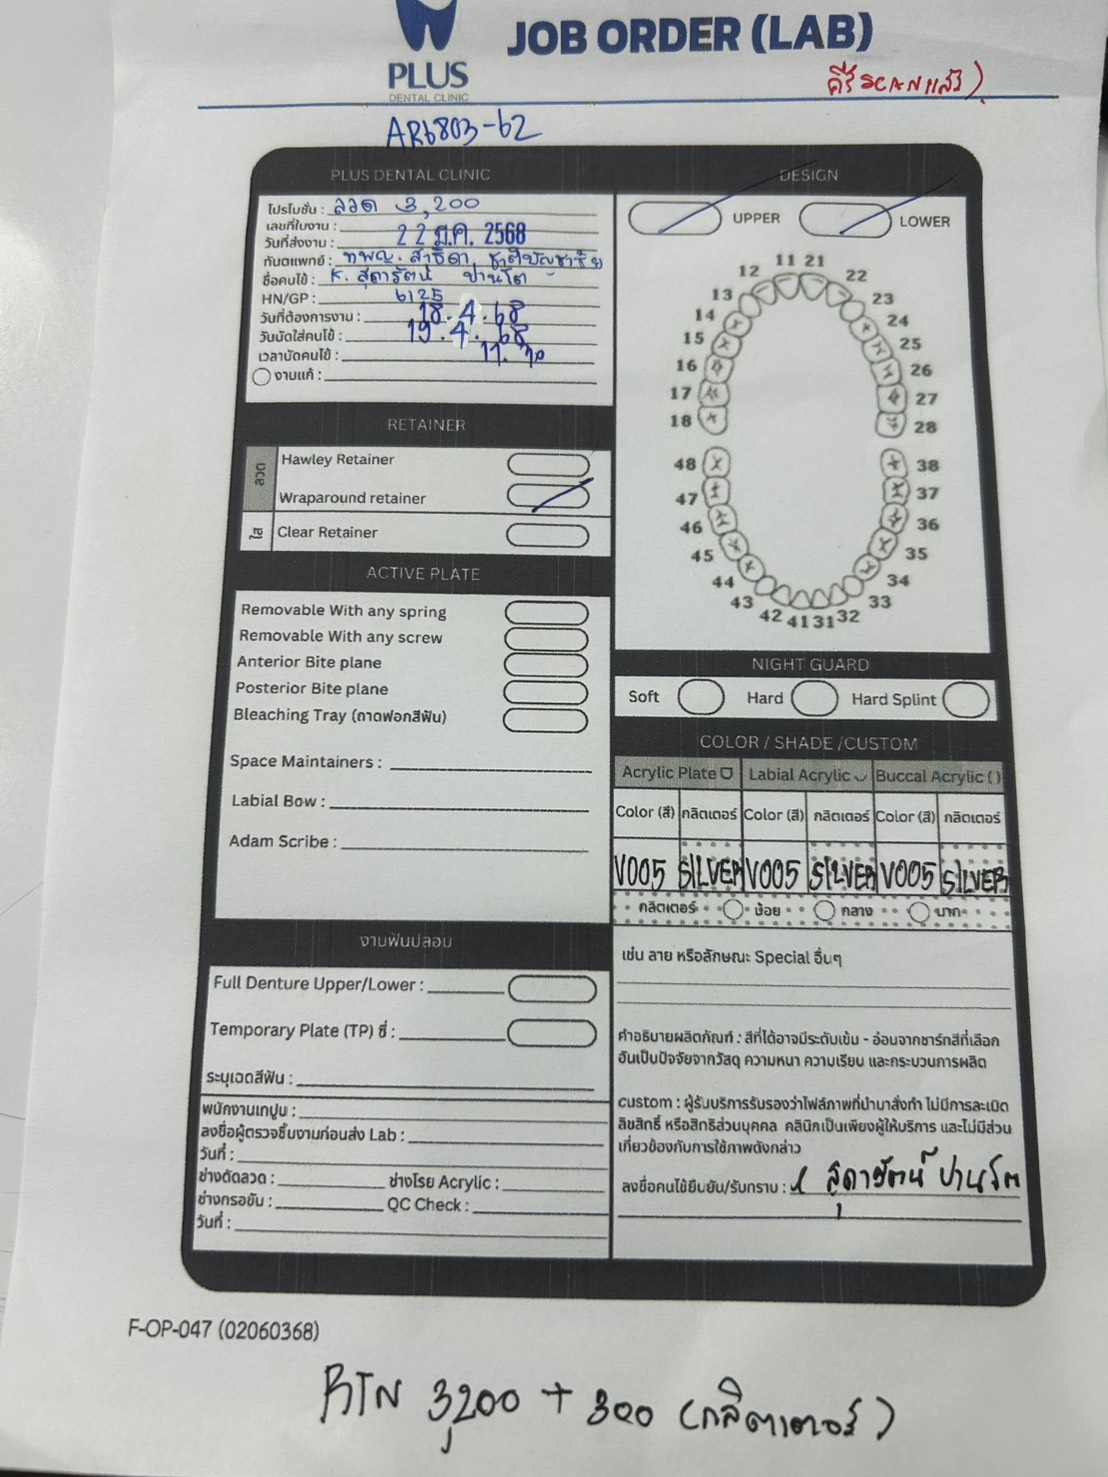 JOB ORDER (LAB)
PLUS
DENTAL CLINIC
AR6803-62
PLUS DENTAL CLINIC
โปรโมชั่น : ลวด 3,200
เลขที่ใบงาน :
วันที่ส่งงาน : 22 มี.ค. 2568
ทันตแพทย์ : ทพญ. สาธิดา
ชื่อคนไข้ : K. สุดารัตน์ ปานโต
HN/GP : 6125
วันที่ต้องการงาน : 18. 4. 68
วันนัดใส่คนไข้ : 19. 4. 68
เวลานัดคนไข้ :
งานแก้ :
DESIGN
UPPER
LOWER
11 21
12 22
13 23
14 24
15 25
16 26
17 27
18 28
48 38
47 37
46 36
45 35
44 34
43 33
42 41 31 32
RETAINER
ลวด
Hawley Retainer
Wraparound retainer
ใส
Clear Retainer
ACTIVE PLATE
Removable With any spring
Removable With any screw
Anterior Bite plane
Posterior Bite plane
Bleaching Tray (ถาดฟอกสีฟัน)
Space Maintainers :
Labial Bow :
Adam Scribe :
NIGHT GUARD
Soft Hard Hard Splint
COLOR / SHADE /CUSTOM
Acrylic Plate Labial Acrylic Buccal Acrylic ( )
Color (สี) กลิตเตอร์ Color (สี) กลิตเตอร์ Color (สี) กลิตเตอร์
V005 SILVER V005 SILVER V005 SILVER
กลิตเตอร์ น้อย กลาง มาก
เช่น ลาย หรือลักษณะ Special อื่นๆ
คำอธิบายผลิตภัณฑ์ : สีที่ได้อาจมีระดับเข้ม - อ่อนจากชาร์ทสีที่เลือก
อันเป็นปัจจัยจากวัสดุ ความหนา ความเรียบ และกระบวนการผลิต
custom : ผู้รับบริการรับรองว่าไฟล์ภาพที่นำมาสั่งทำ ไม่มีการละเมิด
ลิขสิทธิ์ หรือสิทธิส่วนบุคคล คลินิกเป็นเพียงผู้ให้บริการ และไม่มีส่วน
เกี่ยวข้องกับการใช้ภาพดังกล่าว
ลงชื่อคนไข้ยืนยัน/รับทราบ : สุดารัตน์ ปานโต
งานฟันปลอม
Full Denture Upper/Lower :
Temporary Plate (TP) ซี่ :
ระบุเฉดสีฟัน :
พนักงานเทปูน :
ลงชื่อผู้ตรวจชิ้นงานก่อนส่ง Lab :
วันที่ :
ช่างดัดลวด : ช่างโรย Acrylic :
ช่างกรอขัน : QC Check :
วันที่ :
F-OP-047 (02060368)
RTN 3,200 + 300 (กลิตเตอร์)